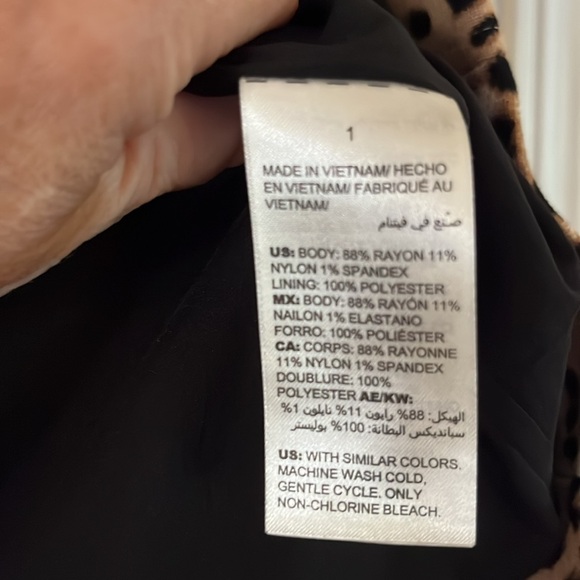 1
MADE IN VIETNAM/ HECHO
EN VIETNAM/ FABRIQUÉ AU
VIETNAM/
صنع في فيتنام
US: BODY: 88% RAYON 11%
NYLON 1% SPANDEX
LINING: 100% POLYESTER
MX: BODY: 88% RAYÓN 11%
NAILON 1% ELASTANO
FORRO: 100% POLIÉSTER
CA: CORPS: 88% RAYONNE
11% NYLON 1% SPANDEX
DOUBLURE: 100%
POLYESTER AE/KW:
الهيكل: 88% رايون 11% نايلون 1%
سبانديكس البطانة: 100% بوليستر
US: WITH SIMILAR COLORS.
MACHINE WASH COLD,
GENTLE CYCLE. ONLY
NON-CHLORINE BLEACH.